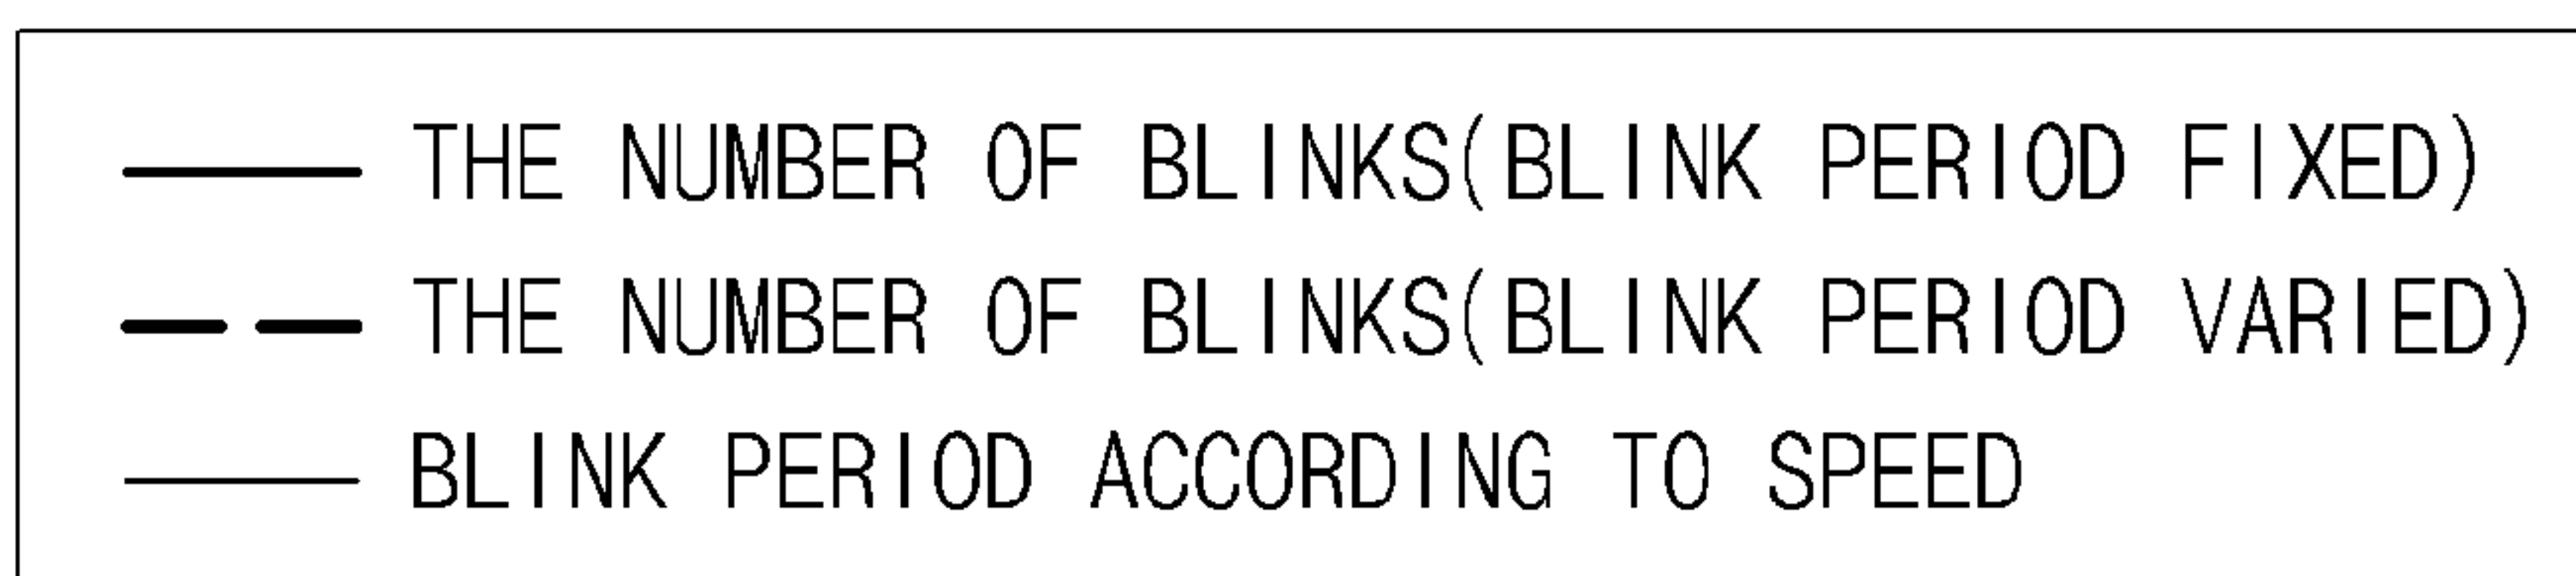 THE NUMBER OF BLINKS(BLINK PERIOD FIXED)
THE NUMBER OF BLINKS(BLINK PERIOD VARIED)
BLINK PERIOD ACCORDING TO SPEED